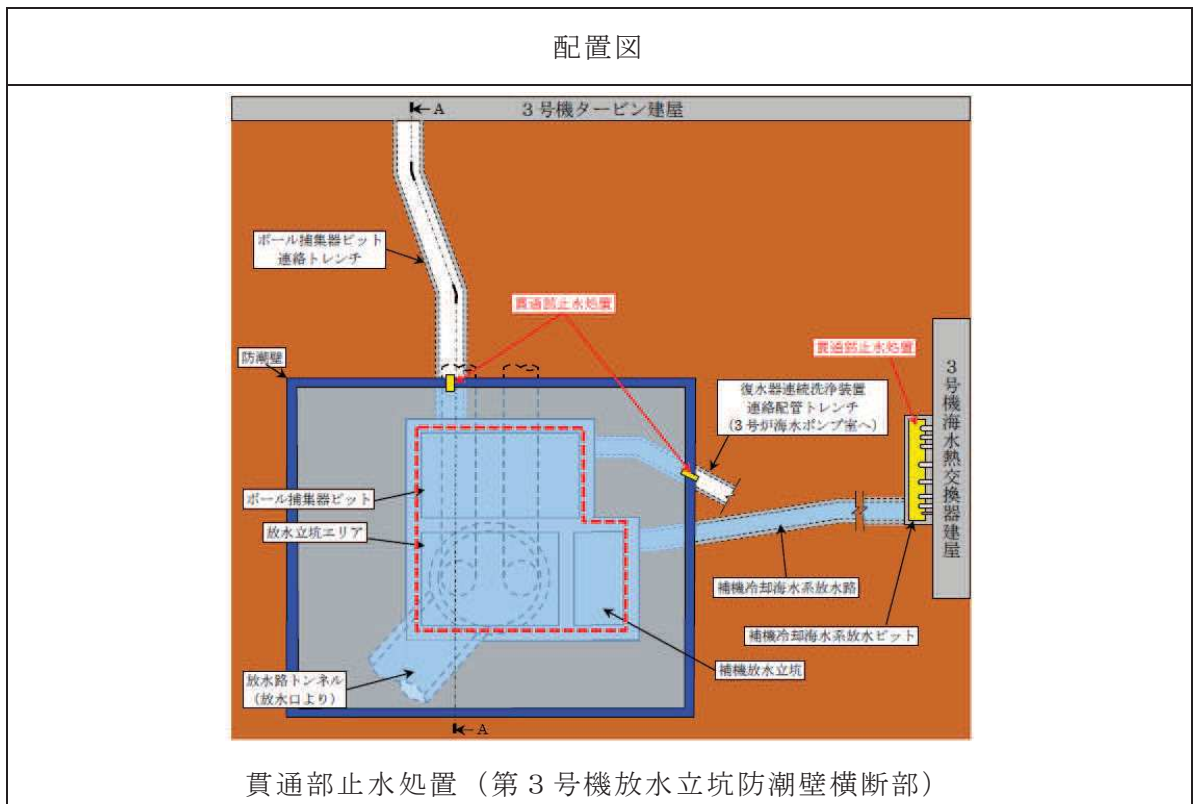 配置図
A 3号機タービン建屋
ボール捕集器ピット
連絡トレンチ
貫通部止水処置
貫通部止水処置
防潮壁
復水器連続洗浄装置
連絡配管トレンチ
(3号炉海水ポンプ室へ)
3号機海水熱交換器建屋
ボール捕集器ピット
放水立坑エリア
補機冷却海水系放水路
補機冷却海水系放水ピット
補機放水立坑
放水路トンネル
(放水口より)
A
貫通部止水処置（第3号機放水立坑防潮壁横断部）